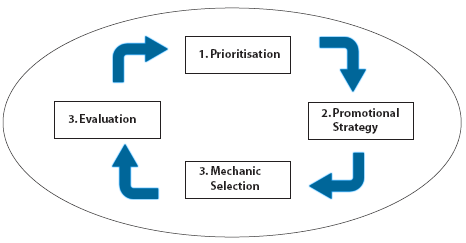 1. Prioritisation
2. Promotional
Strategy
3. Mechanic
Selection
3. Evaluation